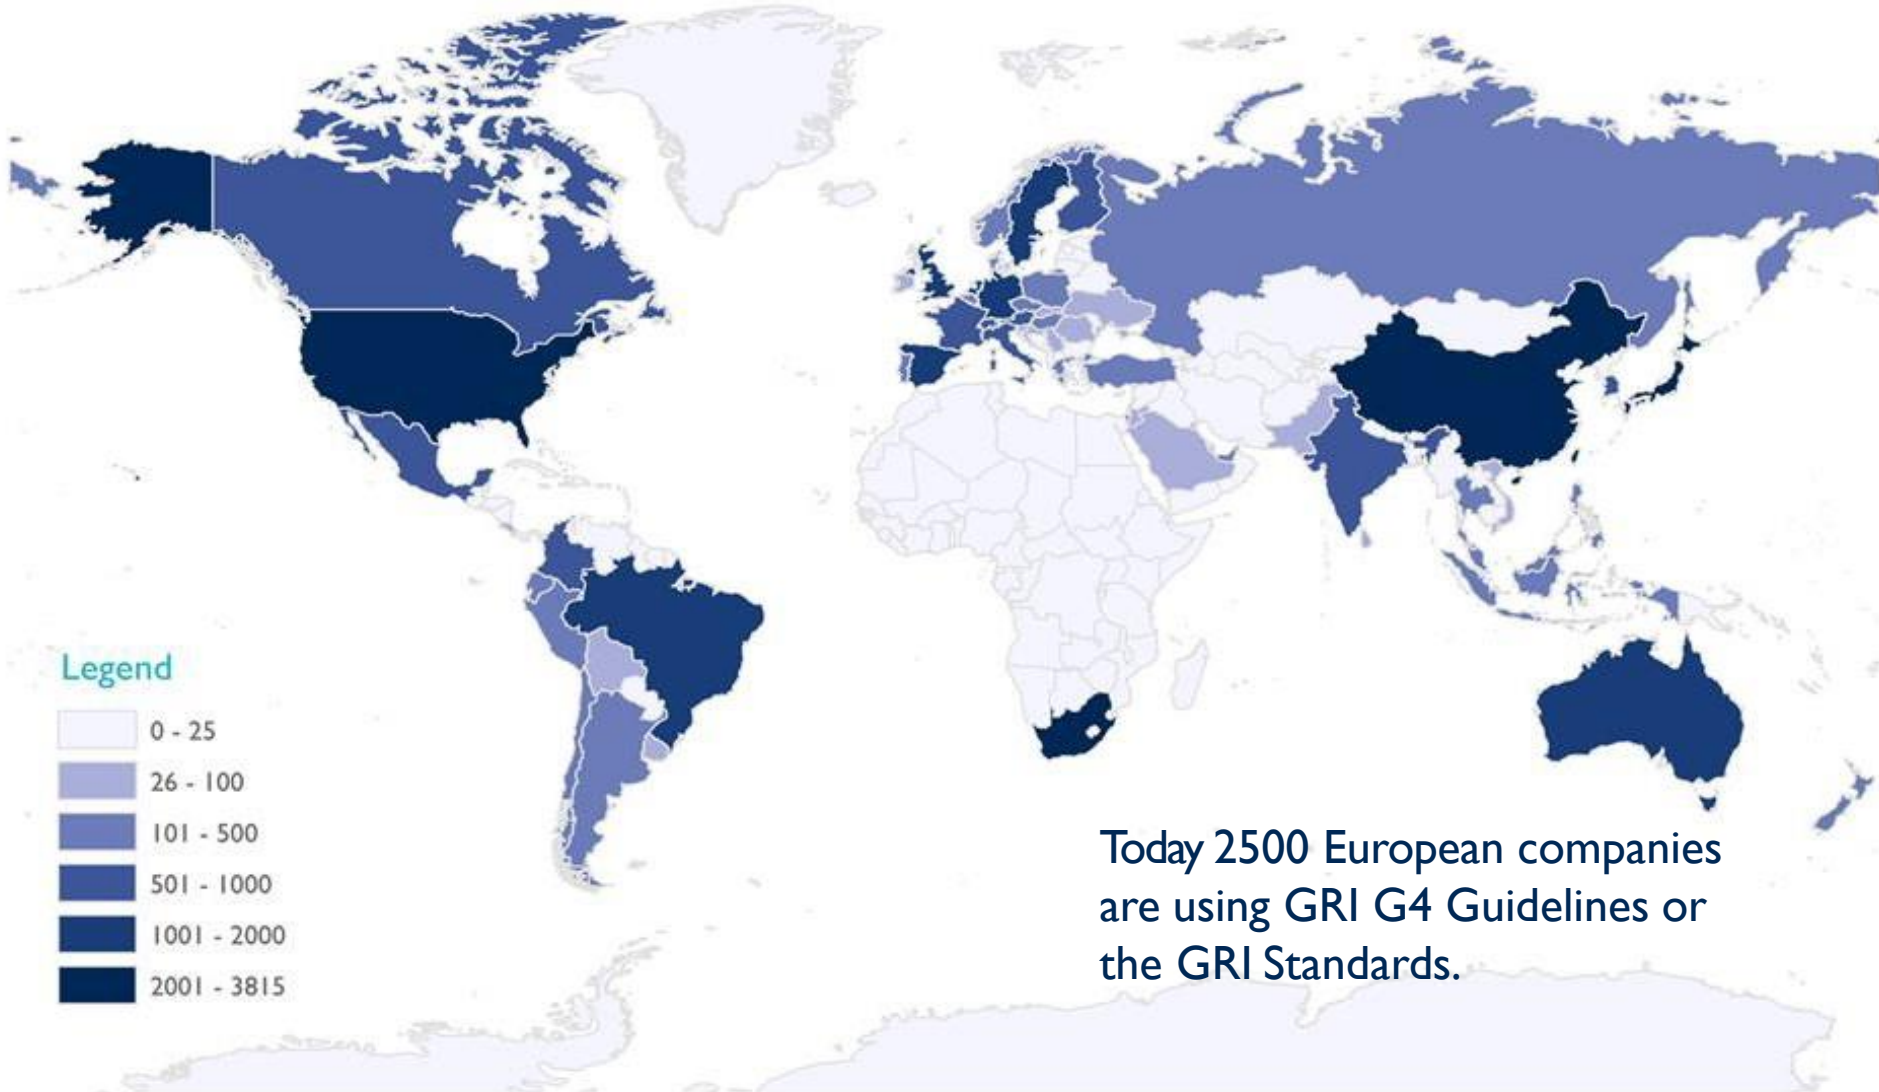 Legend
0 - 25
26 - 100
101 - 500
501 - 1000
1001 - 2000
2001 - 3815
Today 2500 European companies
are using GRI G4 Guidelines or
the GRI Standards.